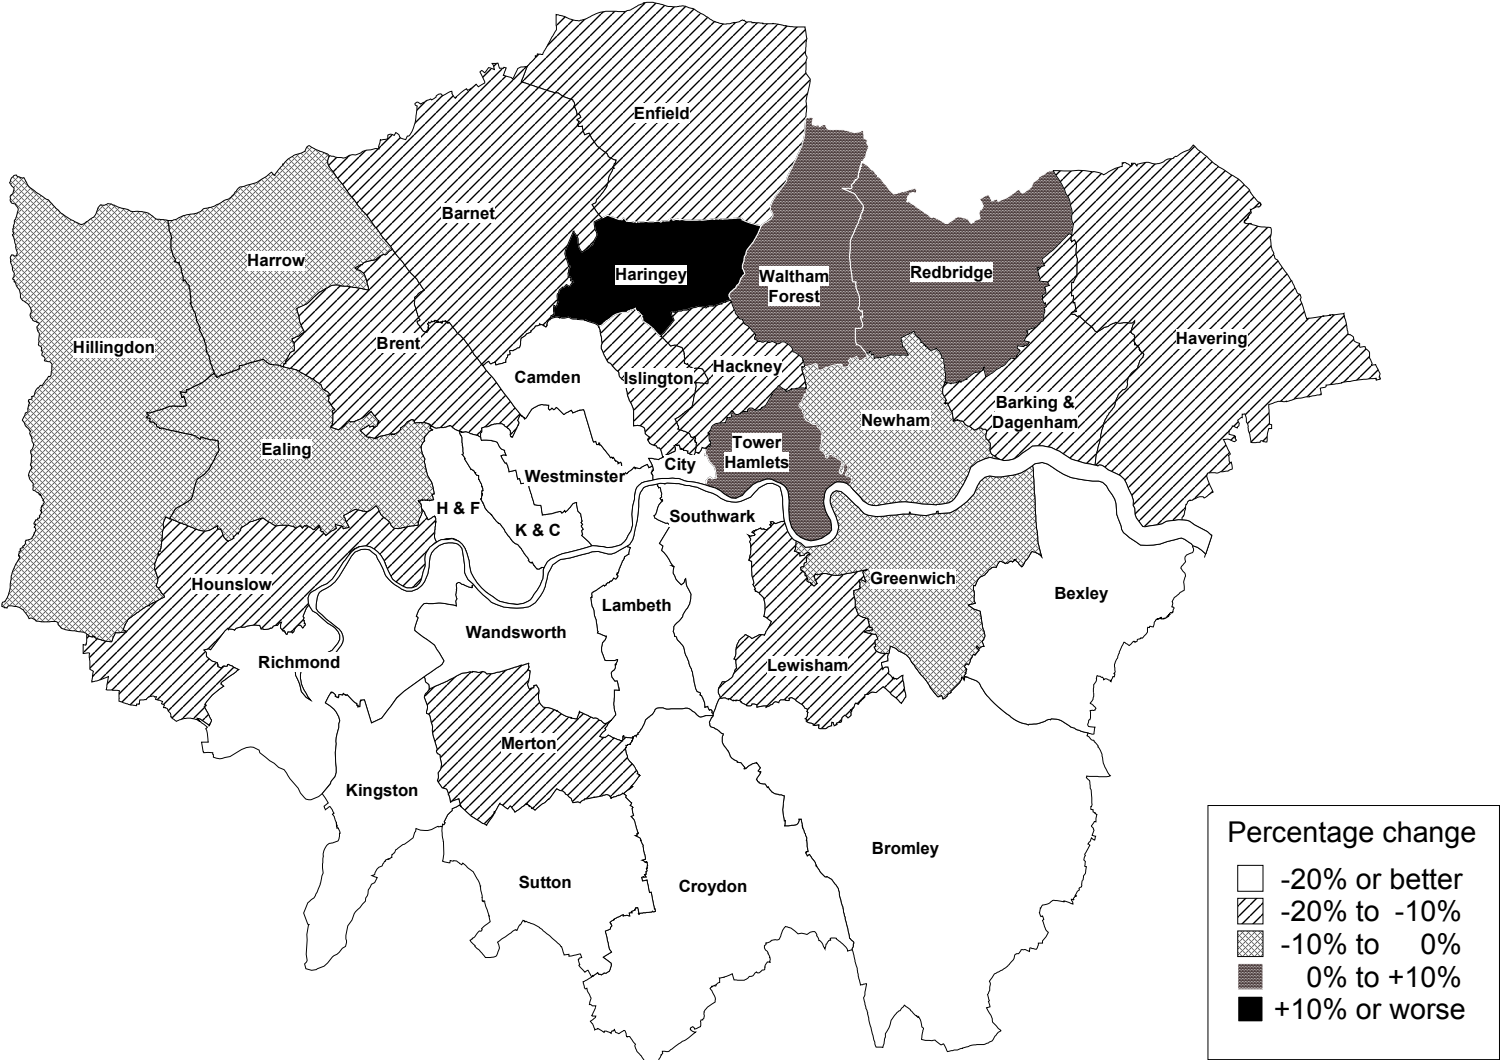 Enfield
Barnet
Harrow
Haringey
Waltham
Forest
Redbridge
Havering
Hillingdon
Brent
Camden
Islington
Hackney
Barking &
Dagenham
Newham
Ealing
Tower
Hamlets
City
Westminster
H & F
K & C
Southwark
Hounslow
Greenwich
Bexley
Lambeth
Wandsworth
Richmond
Lewisham
Merton
Kingston
Bromley
Sutton
Croydon
Percentage change
-20% or better
-20% to -10%
-10% to 0%
0% to +10%
+10% or worse